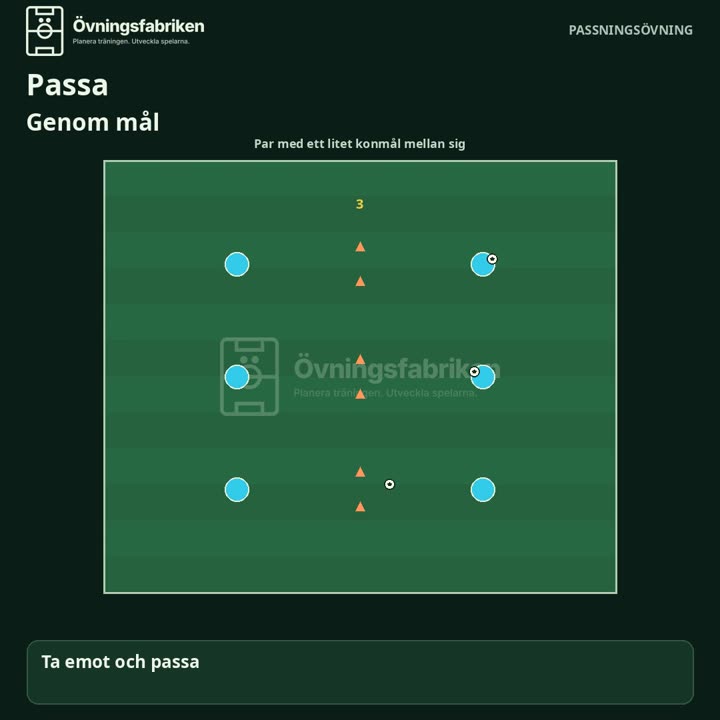 Övningsfabriken
Planera träningen. Utveckla spelarna.
PASSNINGSÖVNING
Passa
Genom mål
Par med ett litet konmål mellan sig
3
Övningsfabriken
Planera träningen. Utveckla spelarna.
Ta emot och passa